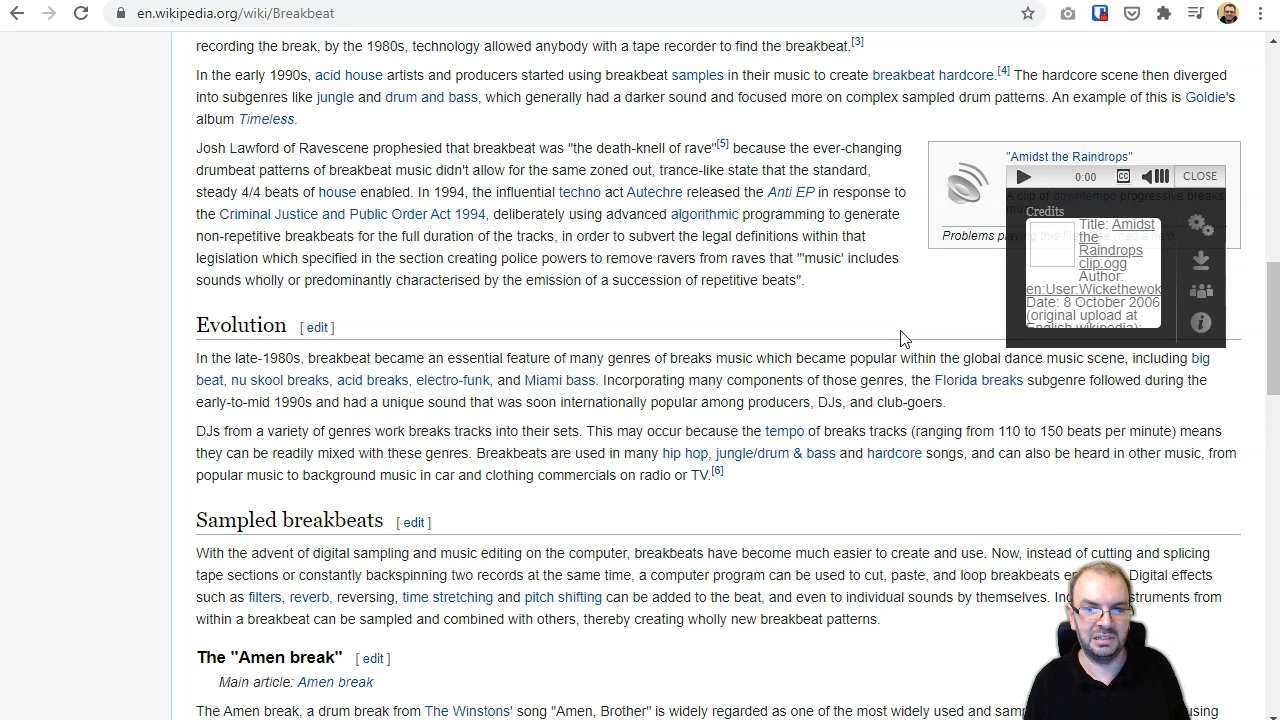 en.wikipedia.org/wiki/Breakbeat
recording the break, by the 1980s, technology allowed anybody with a tape recorder to find the breakbeat.[3]
In the early 1990s, acid house artists and producers started using breakbeat samples in their music to create breakbeat hardcore.[4] The hardcore scene then diverged
into subgenres like jungle and drum and bass, which generally had a darker sound and focused more on complex sampled drum patterns. An example of this is Goldie's
album Timeless.
Josh Lawford of Ravescene prophesied that breakbeat was "the death-knell of rave"[5] because the ever-changing
drumbeat patterns of breakbeat music didn't allow for the same zoned out, trance-like state that the standard,
steady 4/4 beats of house enabled. In 1994, the influential techno act Autechre released the Anti EP in response to
the Criminal Justice and Public Order Act 1994, deliberately using advanced algorithmic programming to generate
non-repetitive breakbeats for the full duration of the tracks, in order to subvert the legal definitions within that
legislation which specified in the section creating police powers to remove ravers from raves that "'music' includes
sounds wholly or predominantly characterised by the emission of a succession of repetitive beats".
"Amidst the Raindrops"
0:00
CC
CLOSE
A clip of downtempo progressive breaks
Credits
Problems playing this file? See media help.
Title: Amidst
the
Raindrops
clip.ogg
Author:
en:User:Wickethewok
Date: 8 October 2006
(original upload at
English wikipedia);
Evolution [ edit ]
In the late-1980s, breakbeat became an essential feature of many genres of breaks music which became popular within the global dance music scene, including big
beat, nu skool breaks, acid breaks, electro-funk, and Miami bass. Incorporating many components of those genres, the Florida breaks subgenre followed during the
early-to-mid 1990s and had a unique sound that was soon internationally popular among producers, DJs, and club-goers.
DJs from a variety of genres work breaks tracks into their sets. This may occur because the tempo of breaks tracks (ranging from 110 to 150 beats per minute) means
they can be readily mixed with these genres. Breakbeats are used in many hip hop, jungle/drum & bass and hardcore songs, and can also be heard in other music, from
popular music to background music in car and clothing commercials on radio or TV.[6]
Sampled breakbeats [ edit ]
With the advent of digital sampling and music editing on the computer, breakbeats have become much easier to create and use. Now, instead of cutting and splicing
tape sections or constantly backspinning two records at the same time, a computer program can be used to cut, paste, and loop breakbeats Digital effects
such as filters, reverb, reversing, time stretching and pitch shifting can be added to the beat, and even to individual sounds by themselves. instruments from
within a breakbeat can be sampled and combined with others, thereby creating wholly new breakbeat patterns.
The "Amen break" [ edit ]
Main article: Amen break
The Amen break, a drum break from The Winstons' song "Amen, Brother" is widely regarded as one of the most widely used and using